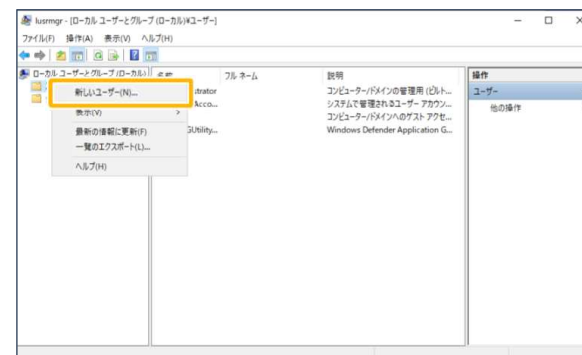 lusrmgr - [ローカル ユーザーとグループ (ローカル)¥ユーザー]
ファイル(F) 操作(A) 表示(V) ヘルプ(H)
ローカル ユーザーとグループ (ローカル)
名前 フル ネーム 説明
操作
新しいユーザー(N)...
表示(V) >
最新の情報に更新(F)
一覧のエクスポート(L)...
ヘルプ(H)
strator コンピューター/ドメインの管理用 (ビルト...
Acco... システムで管理されるユーザー アカウン...
コンピューター/ドメインへのゲスト アクセ...
GUtility... Windows Defender Application G...
ユーザー
他の操作